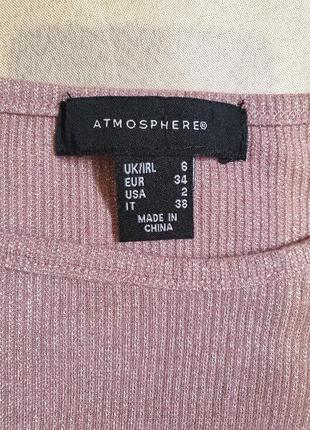 ATMOSPHERE®
UK/IRL 6
EUR 34
USA 2
IT 38
MADE IN
CHINA